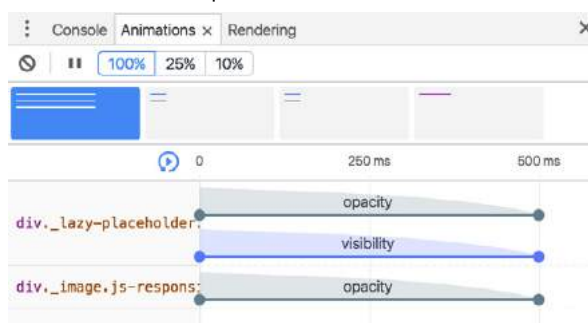 Console Animations × Rendering ×
100% 25% 10%
0 250 ms 500 ms
opacity
div._lazy-placeholder.
visibility
div._image.js-respons opacity